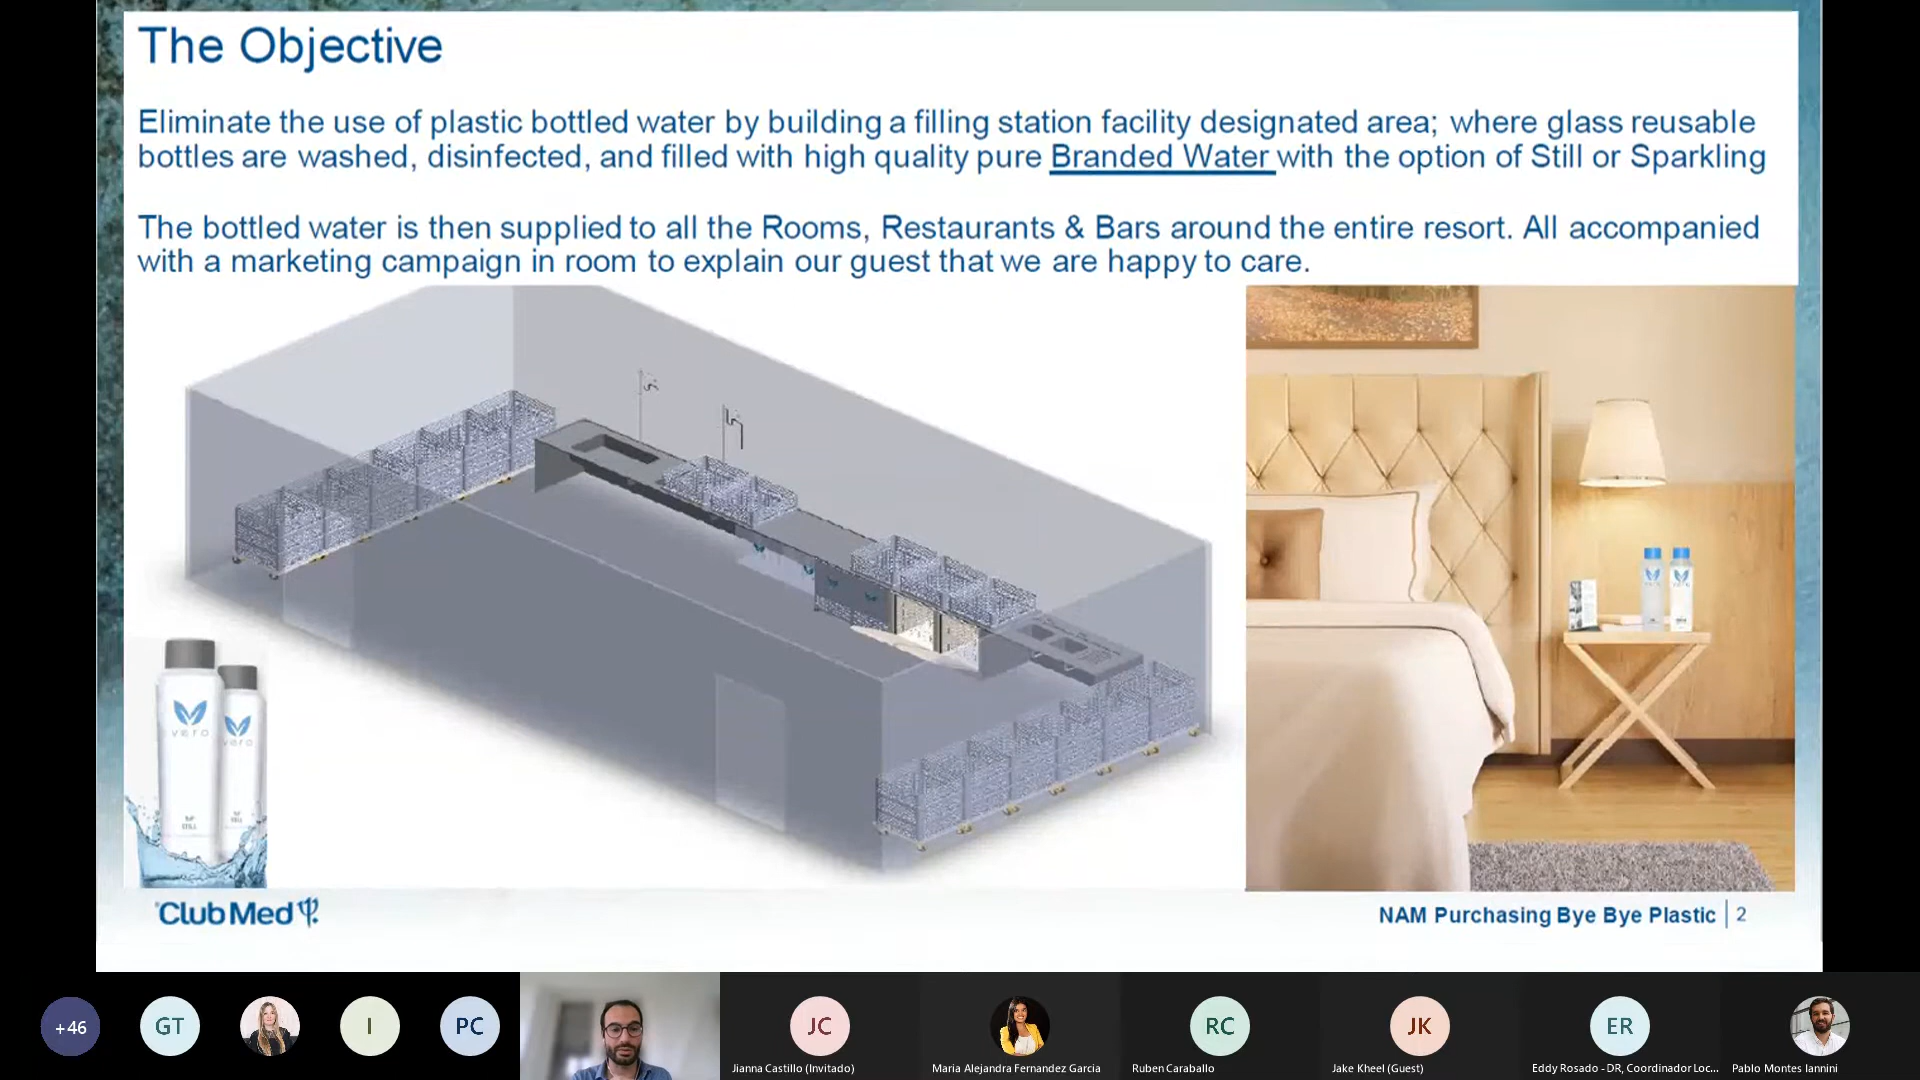 The Objective
Eliminate the use of plastic bottled water by building a filling station facility designated area; where glass reusable
bottles are washed, disinfected, and filled with high quality pure Branded Water with the option of Still or Sparkling
The bottled water is then supplied to all the Rooms, Restaurants & Bars around the entire resort. All accompanied
with a marketing campaign in room to explain our guest that we are happy to care.
vero
vero
STILL
Club Med
NAM Purchasing Bye Bye Plastic | 2
+46
GT
I
PC
JC
RC
JK
ER
Jianna Castillo (Invitado)
Maria Alejandra Fernandez Garcia
Ruben Caraballo
Jake Kheel (Guest)
Eddy Rosado - DR, Coordinador Loc...
Pablo Montes Iannini